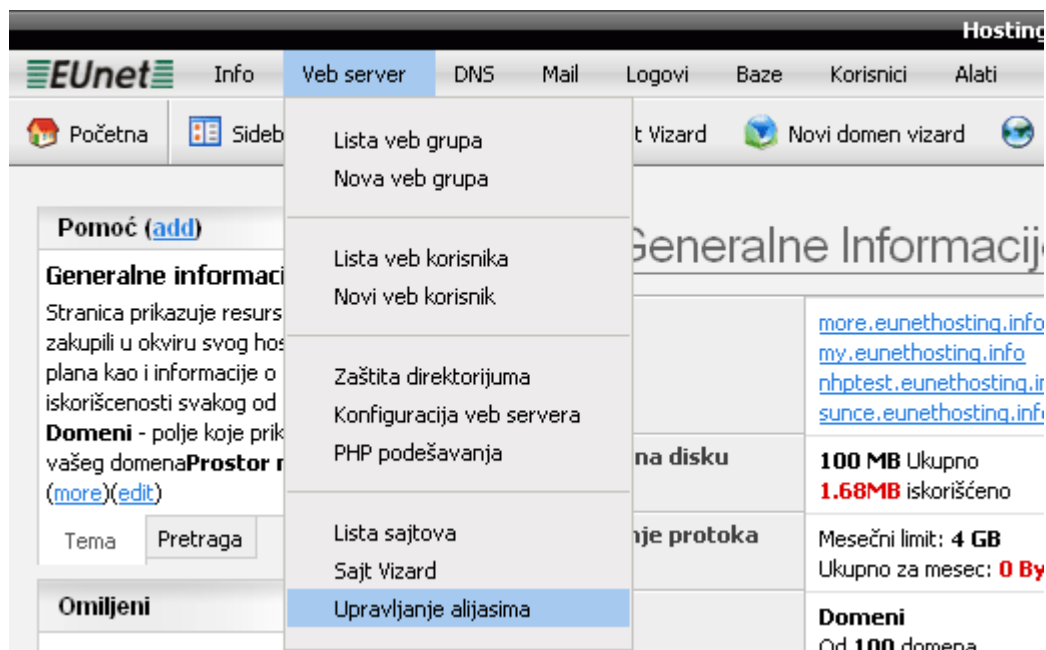 Hosting
EUnet Info Veb server DNS Mail Logovi Baze Korisnici Alati
Početna Sideb t Vizard Novi domen vizard
Lista veb grupa
Nova veb grupa
Lista veb korisnika
Novi veb korisnik
Zaštita direktorijuma
Konfiguracija veb servera
PHP podešavanja
Lista sajtova
Sajt Vizard
Upravljanje alijasima
Pomoć (add)
Generalne informaci
Stranica prikazuje resurs
zakupili u okviru svog hos
plana kao i informacije o
iskorišcenosti svakog od
Domeni - polje koje prik
vašeg domenaProstor n
(more)(edit)
Tema Pretraga
Omiljeni
Generalne Informacije
more.eunethosting.info
my.eunethosting.info
nhptest.eunethosting.in
sunce.eunethosting.info
na disku
100 MB Ukupno
1.68MB iskorišćeno
nje protoka
Mesečni limit: 4 GB
Ukupno za mesec: 0 By
Domeni
Od 100 domena